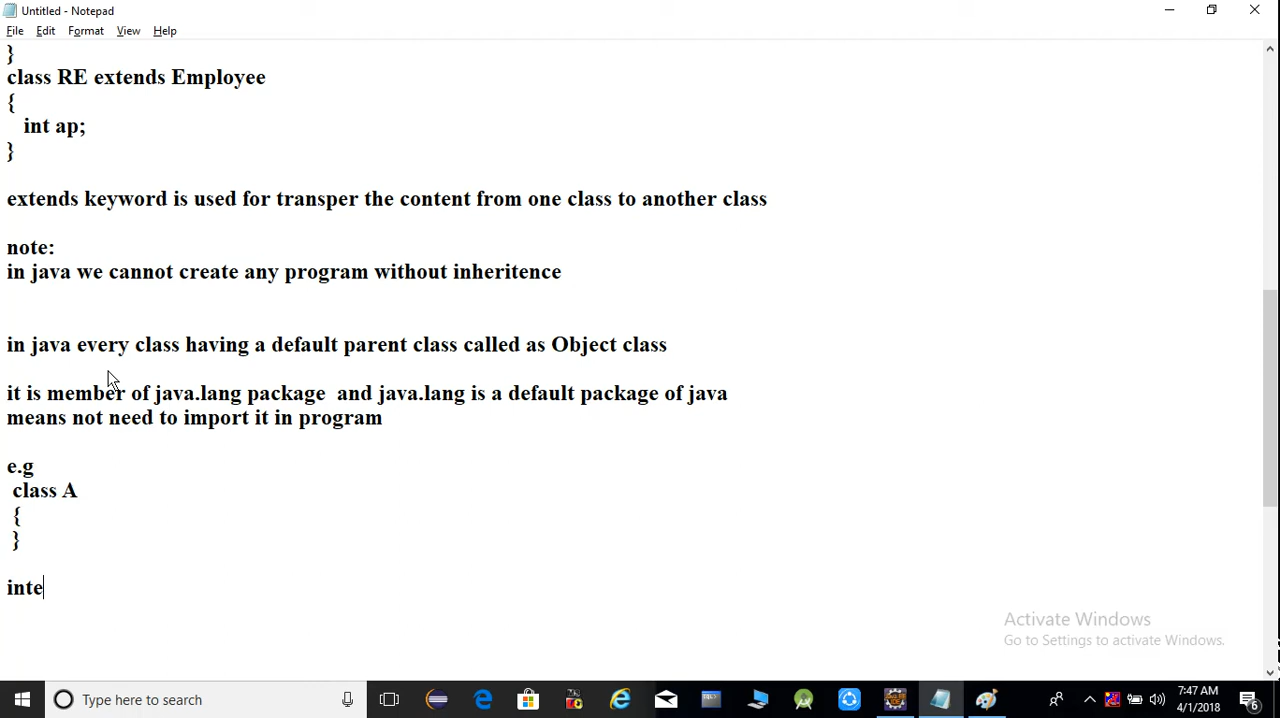 Untitled - Notepad
File Edit Format View Help
}
class RE extends Employee
{
int ap;
}
extends keyword is used for transper the content from one class to another class
note:
in java we cannot create any program without inheritence
in java every class having a default parent class called as Object class
it is member of java.lang package and java.lang is a default package of java
means not need to import it in program
e.g
class A
{
}
inte
Activate Windows
Go to Settings to activate Windows.
Type here to search
7:47 AM
4/1/2018
6